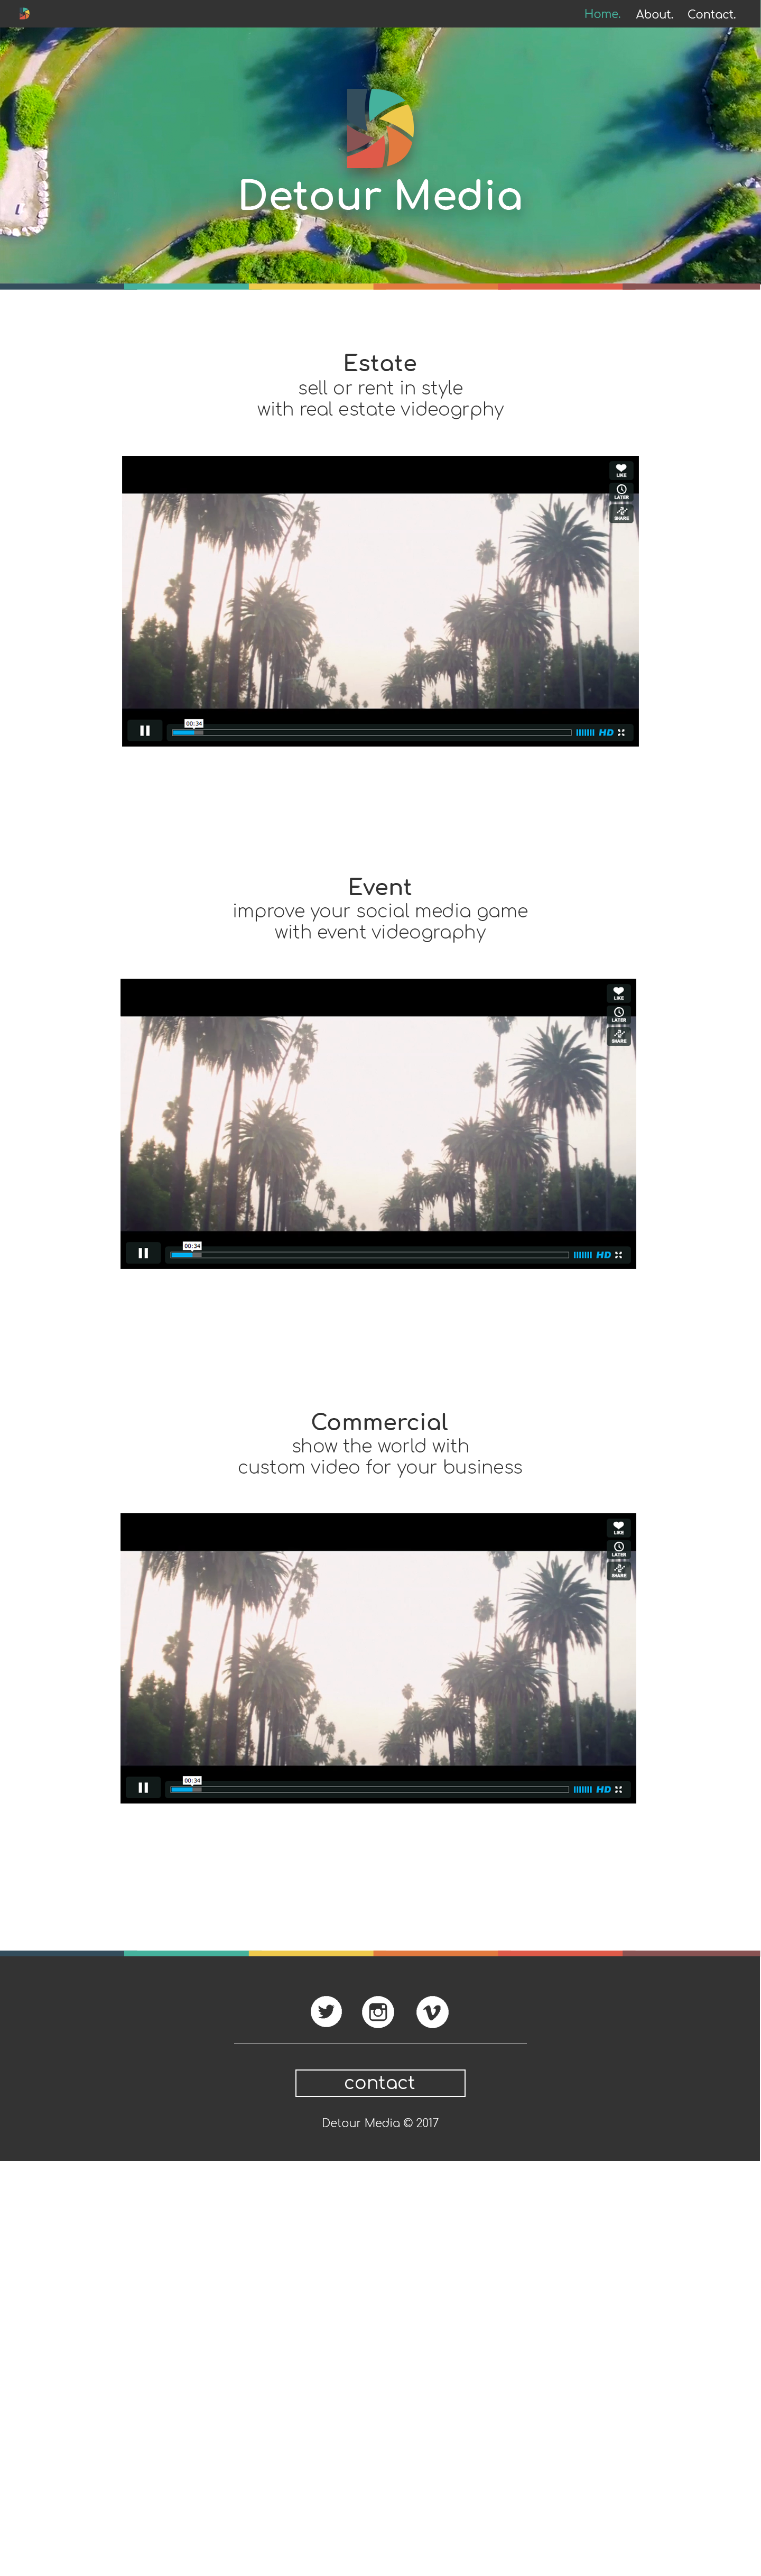 Home. About. Contact.
Detour Media
Estate
sell or rent in style
with real estate videogrphy
LIKE
LATER
SHARE
00:34
HD
Event
improve your social media game
with event videography
LIKE
LATER
SHARE
00:34
HD
Commercial
show the world with
custom video for your business
LIKE
LATER
SHARE
00:34
HD
contact
Detour Media © 2017